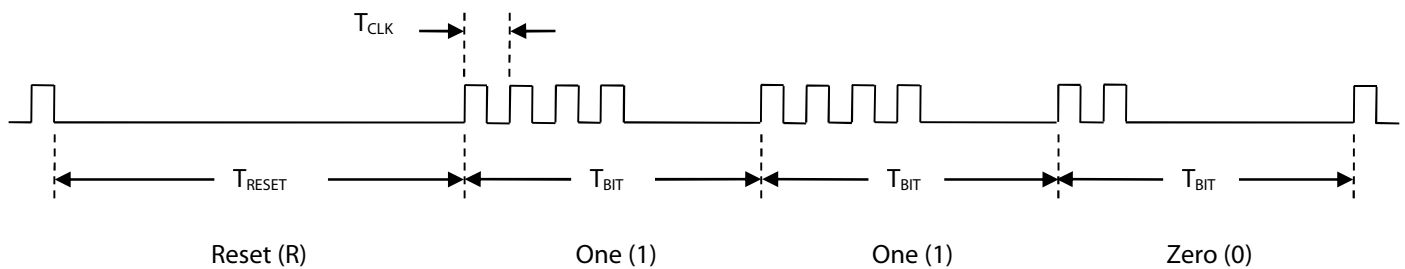 TCLK
TRESET TBIT TBIT TBIT
Reset (R) One (1) One (1) Zero (0)